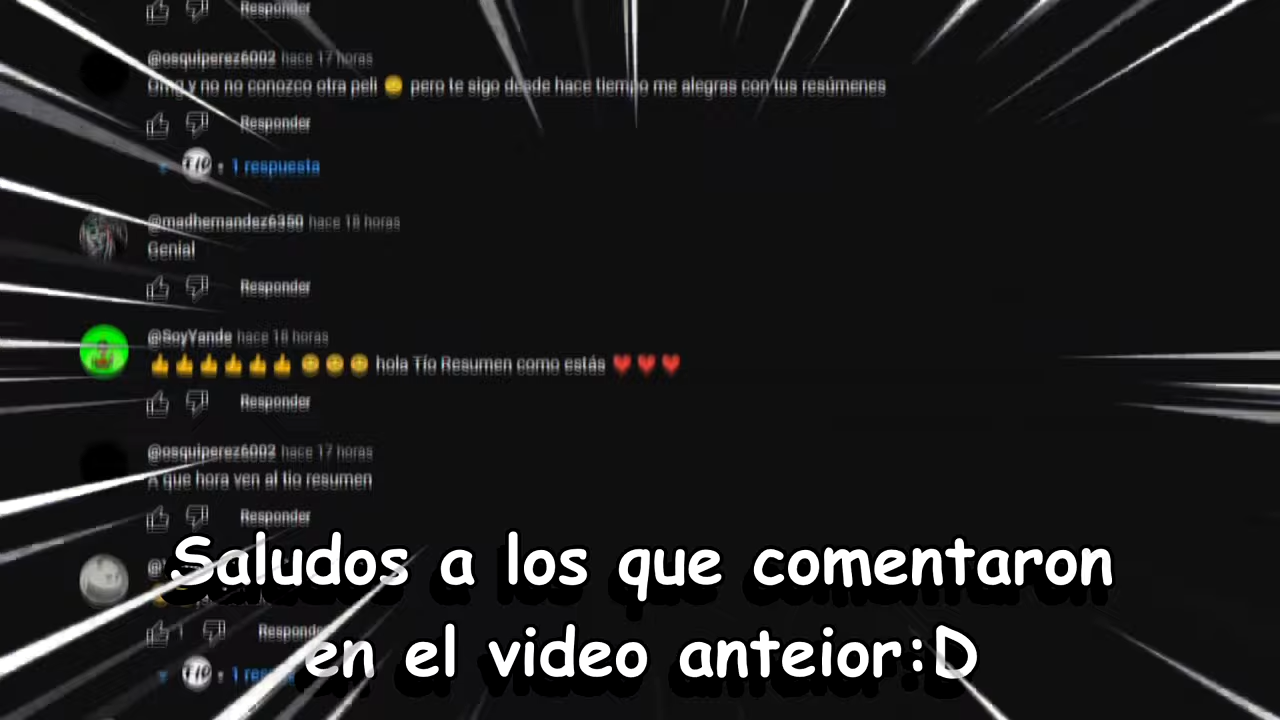 Responder
@osquiperez6002 hace 17 horas
Omg y no no conozco otra peli 😑 pero te sigo desde hace tiempo me alegras con tus resúmenes
Responder
1 respuesta
@madhernandez6350 hace 18 horas
Genial
Responder
@SoyYande hace 18 horas
👍👍👍👍👍👍😁😁😁 hola Tío Resumen como estás ❤❤❤
Responder
@osquiperez6002 hace 17 horas
A que hora ven al tio resumen
Responder
Saludos a los que comentaron
Responder
en el video anteior:D